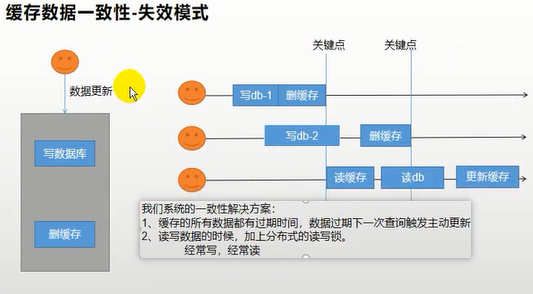 缓存数据一致性-失效模式
关键点
关键点
数据更新
写数据库
删缓存
写db-1
删缓存
写db-2
删缓存
读缓存
读db
更新缓存
我们系统的一致性解决方案:
1、缓存的所有数据都有过期时间,数据过期下一次查询触发主动更新
2、读写数据的时候,加上分布式的读写锁。
经常写,经常读